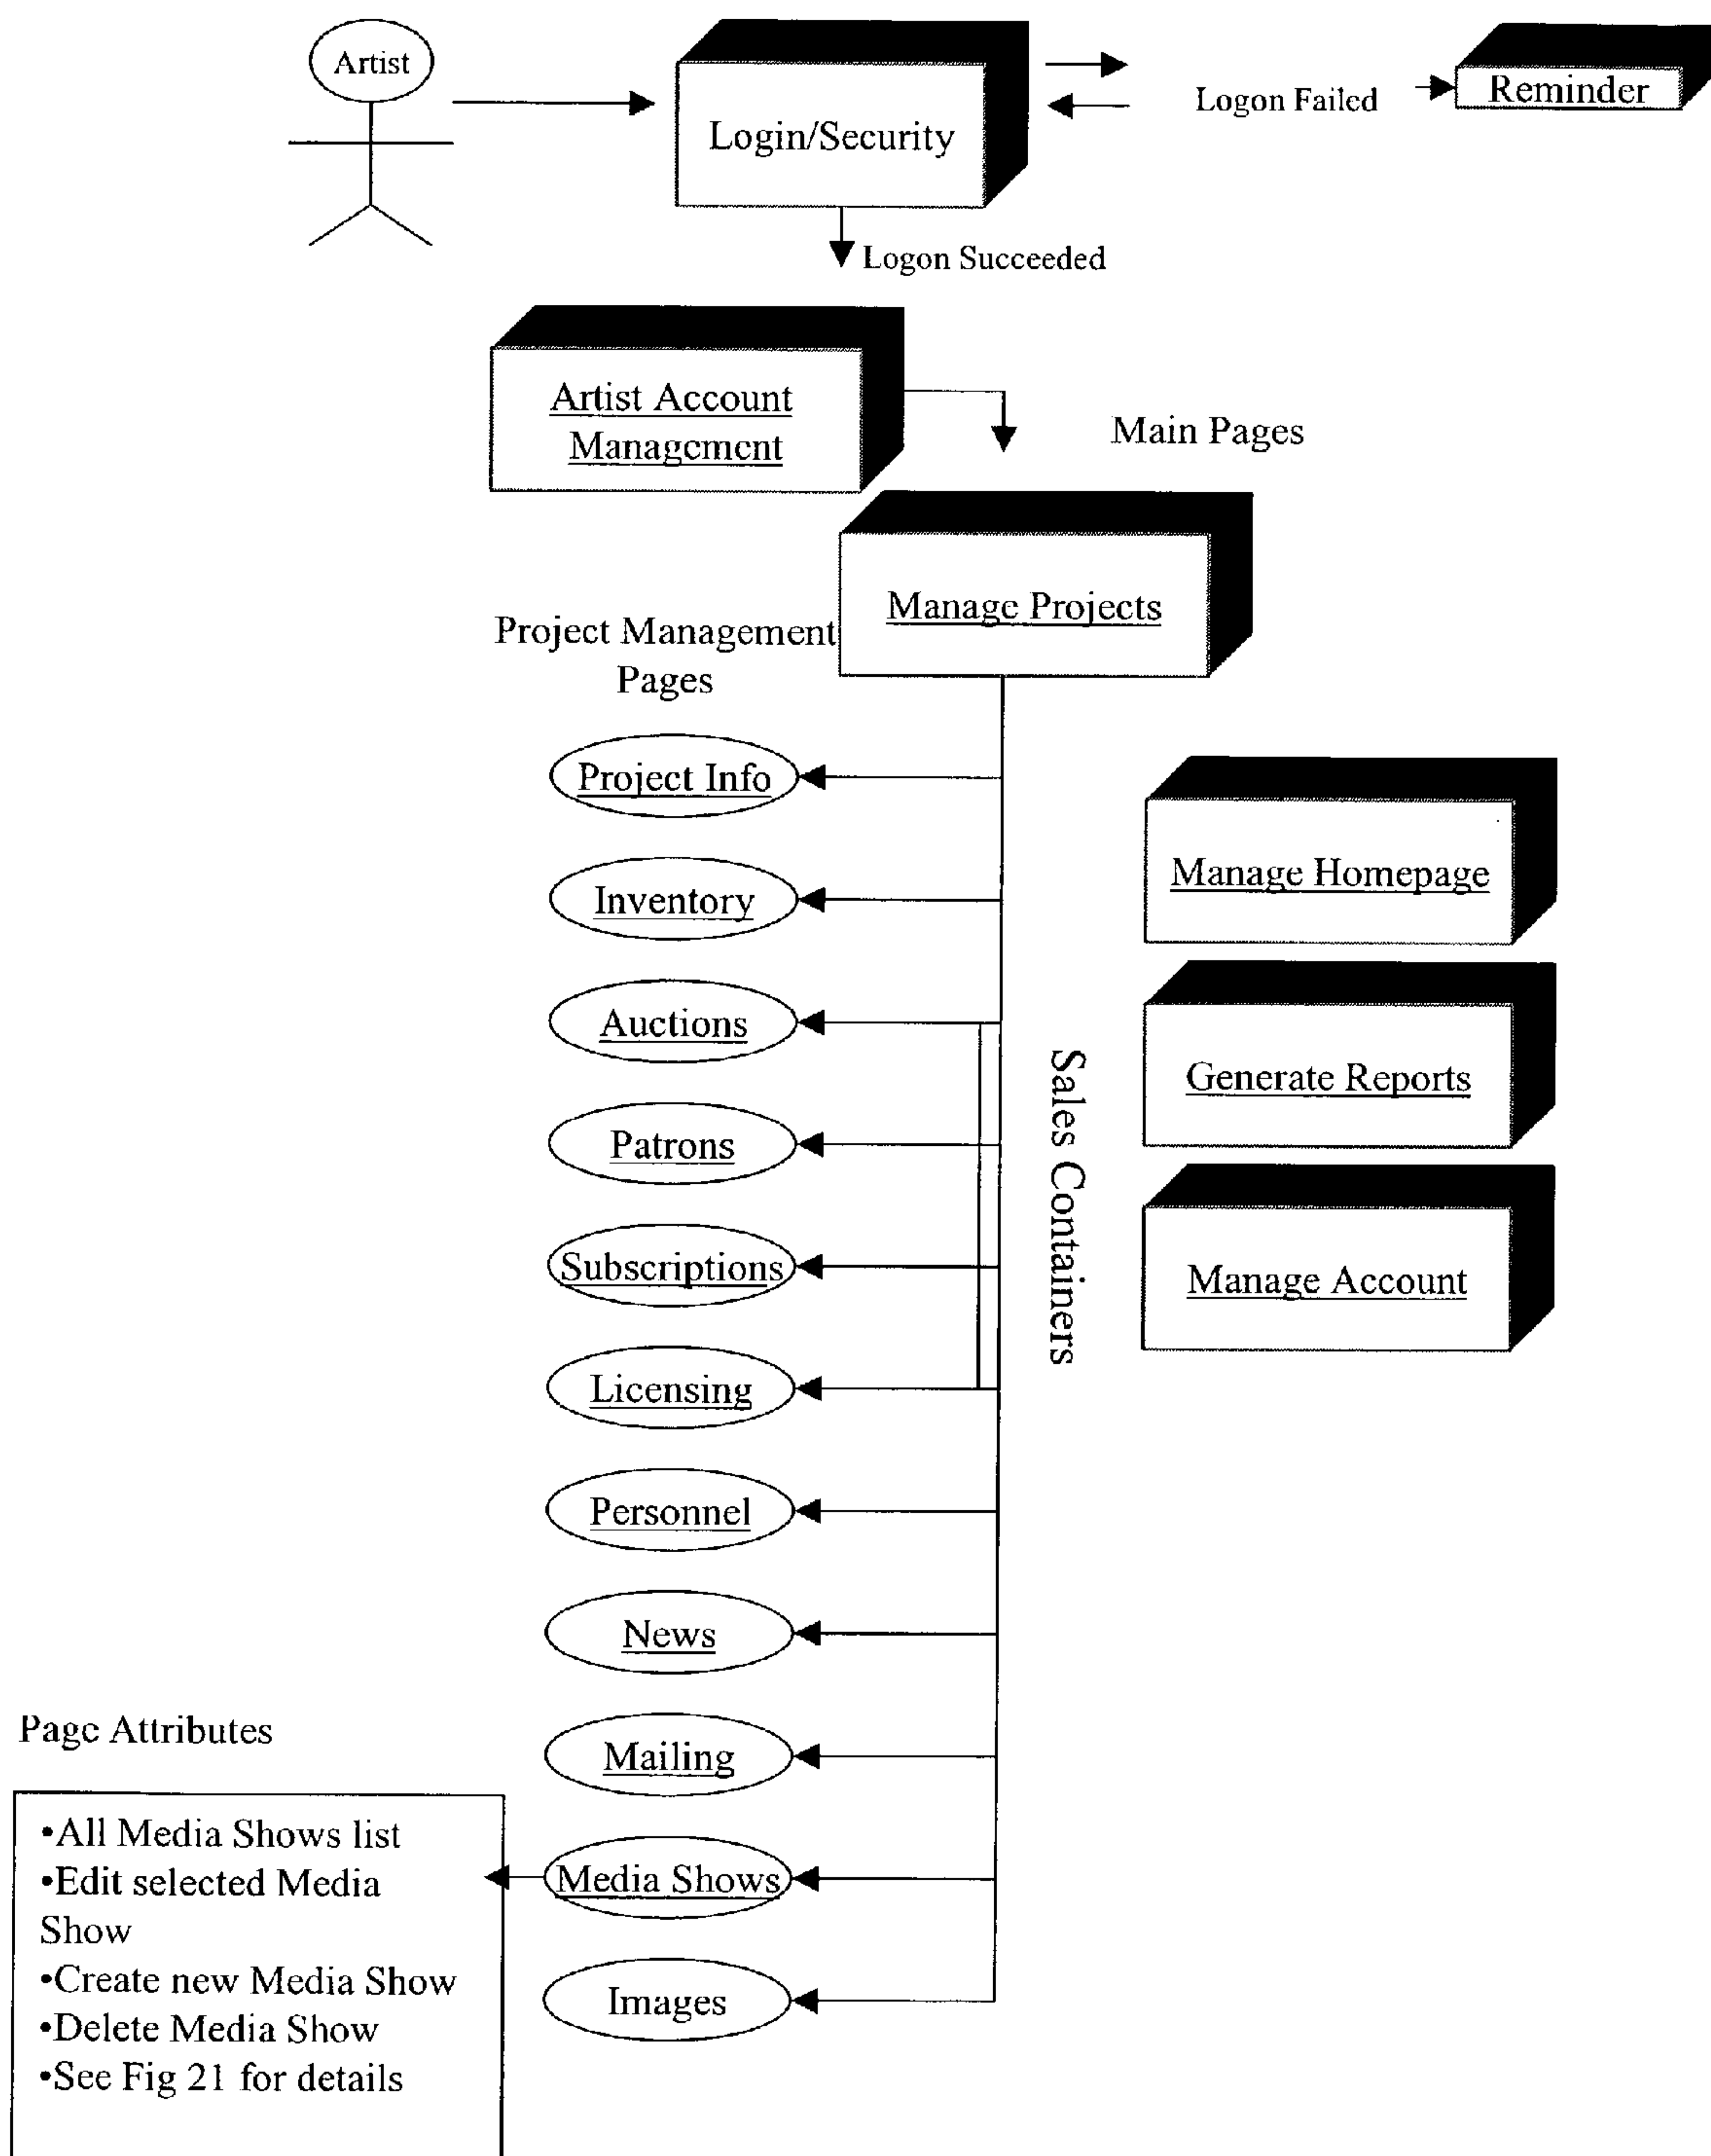 Artist
Login/Security
Logon Failed
Reminder
Logon Succeeded
Artist Account
Management
Main Pages
Manage Projects
Project Management
Pages
Project Info
Inventory
Auctions
Patrons
Subscriptions
Licensing
Personnel
News
Mailing
Media Shows
Images
Sales Containers
Manage Homepage
Generate Reports
Manage Account
Page Attributes
•All Media Shows list
•Edit selected Media
Show
•Create new Media Show
•Delete Media Show
•See Fig 21 for details